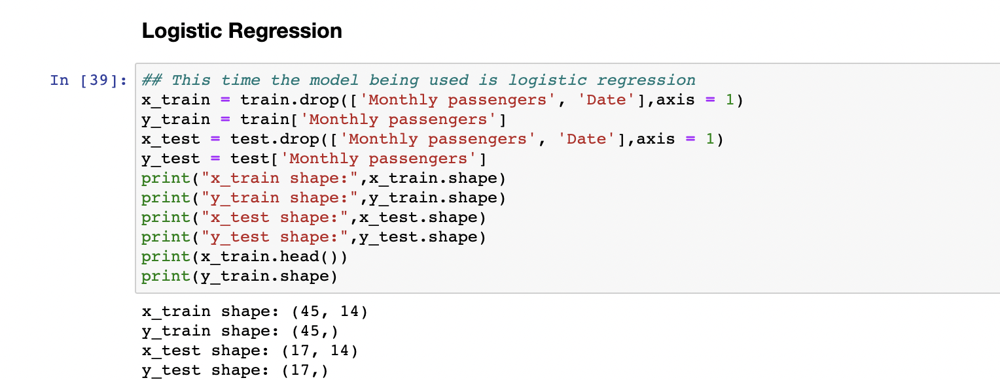 Logistic Regression
In [39]:
## This time the model being used is logistic regression
x_train = train.drop(['Monthly passengers', 'Date'],axis = 1)
y_train = train['Monthly passengers']
x_test = test.drop(['Monthly passengers', 'Date'],axis = 1)
y_test = test['Monthly passengers']
print("x_train shape:",x_train.shape)
print("y_train shape:",y_train.shape)
print("x_test shape:",x_test.shape)
print("y_test shape:",y_test.shape)
print(x_train.head())
print(y_train.shape)
x_train shape: (45, 14)
y_train shape: (45,)
x_test shape: (17, 14)
y_test shape: (17,)